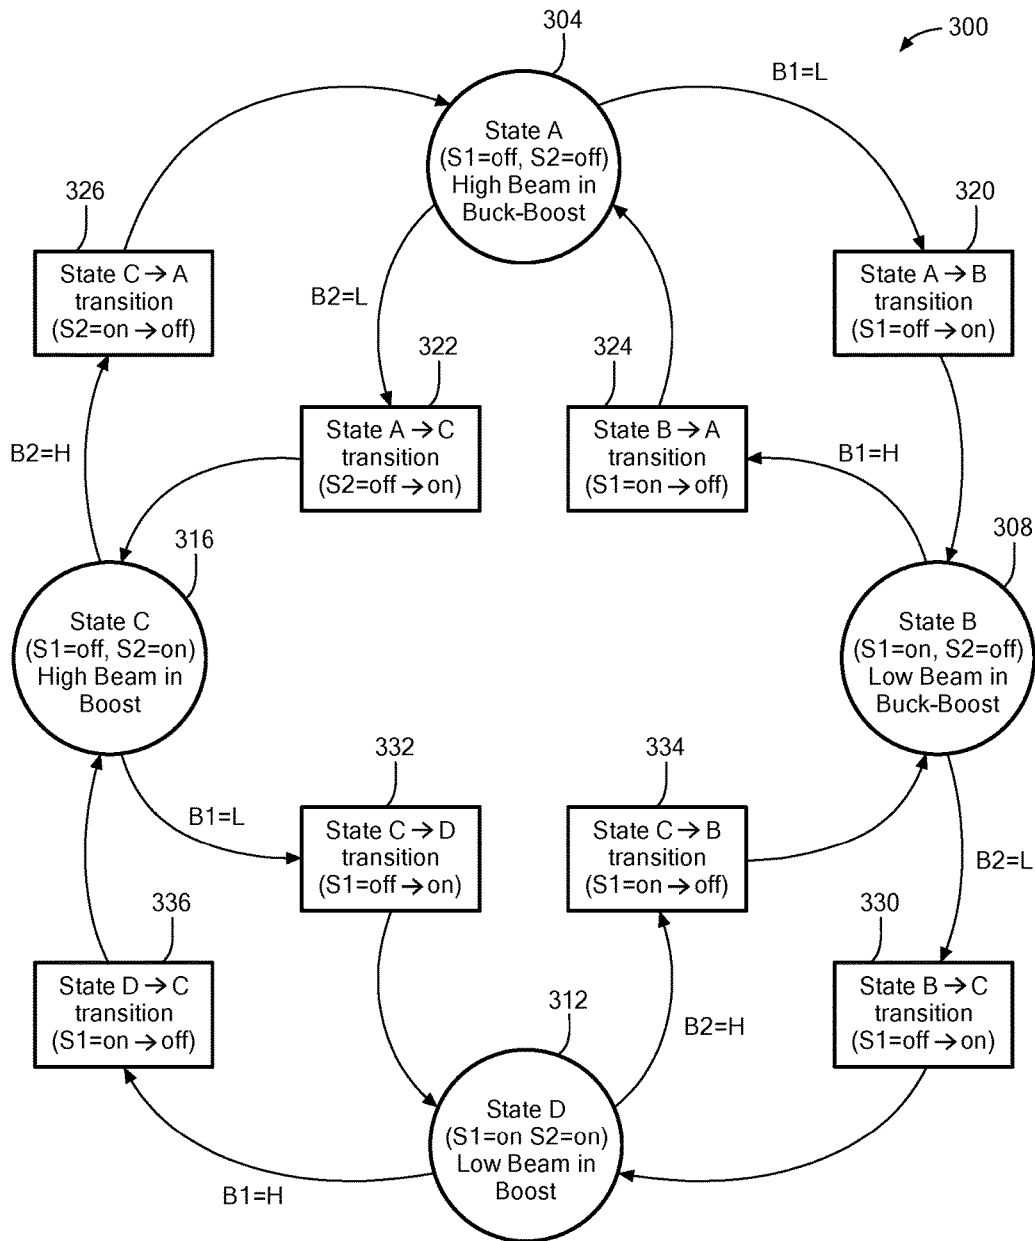 304
300
B1=L
State A
(S1=off, S2=off)
High Beam in
Buck-Boost
326
320
State C → A
transition
(S2=on → off)
B2=L
State A → B
transition
(S1=off → on)
322
324
State A → C
transition
(S2=off → on)
State B → A
transition
(S1=on → off)
B2=H
B1=H
316
308
State C
(S1=off, S2=on)
High Beam in
Boost
State B
(S1=on, S2=off)
Low Beam in
Buck-Boost
332
334
B1=L
State C → D
transition
(S1=off → on)
State C → B
transition
(S1=on → off)
B2=L
336
330
State D → C
transition
(S1=on → off)
312
B2=H
State B → C
transition
(S1=off → on)
State D
(S1=on S2=on)
Low Beam in
Boost
B1=H